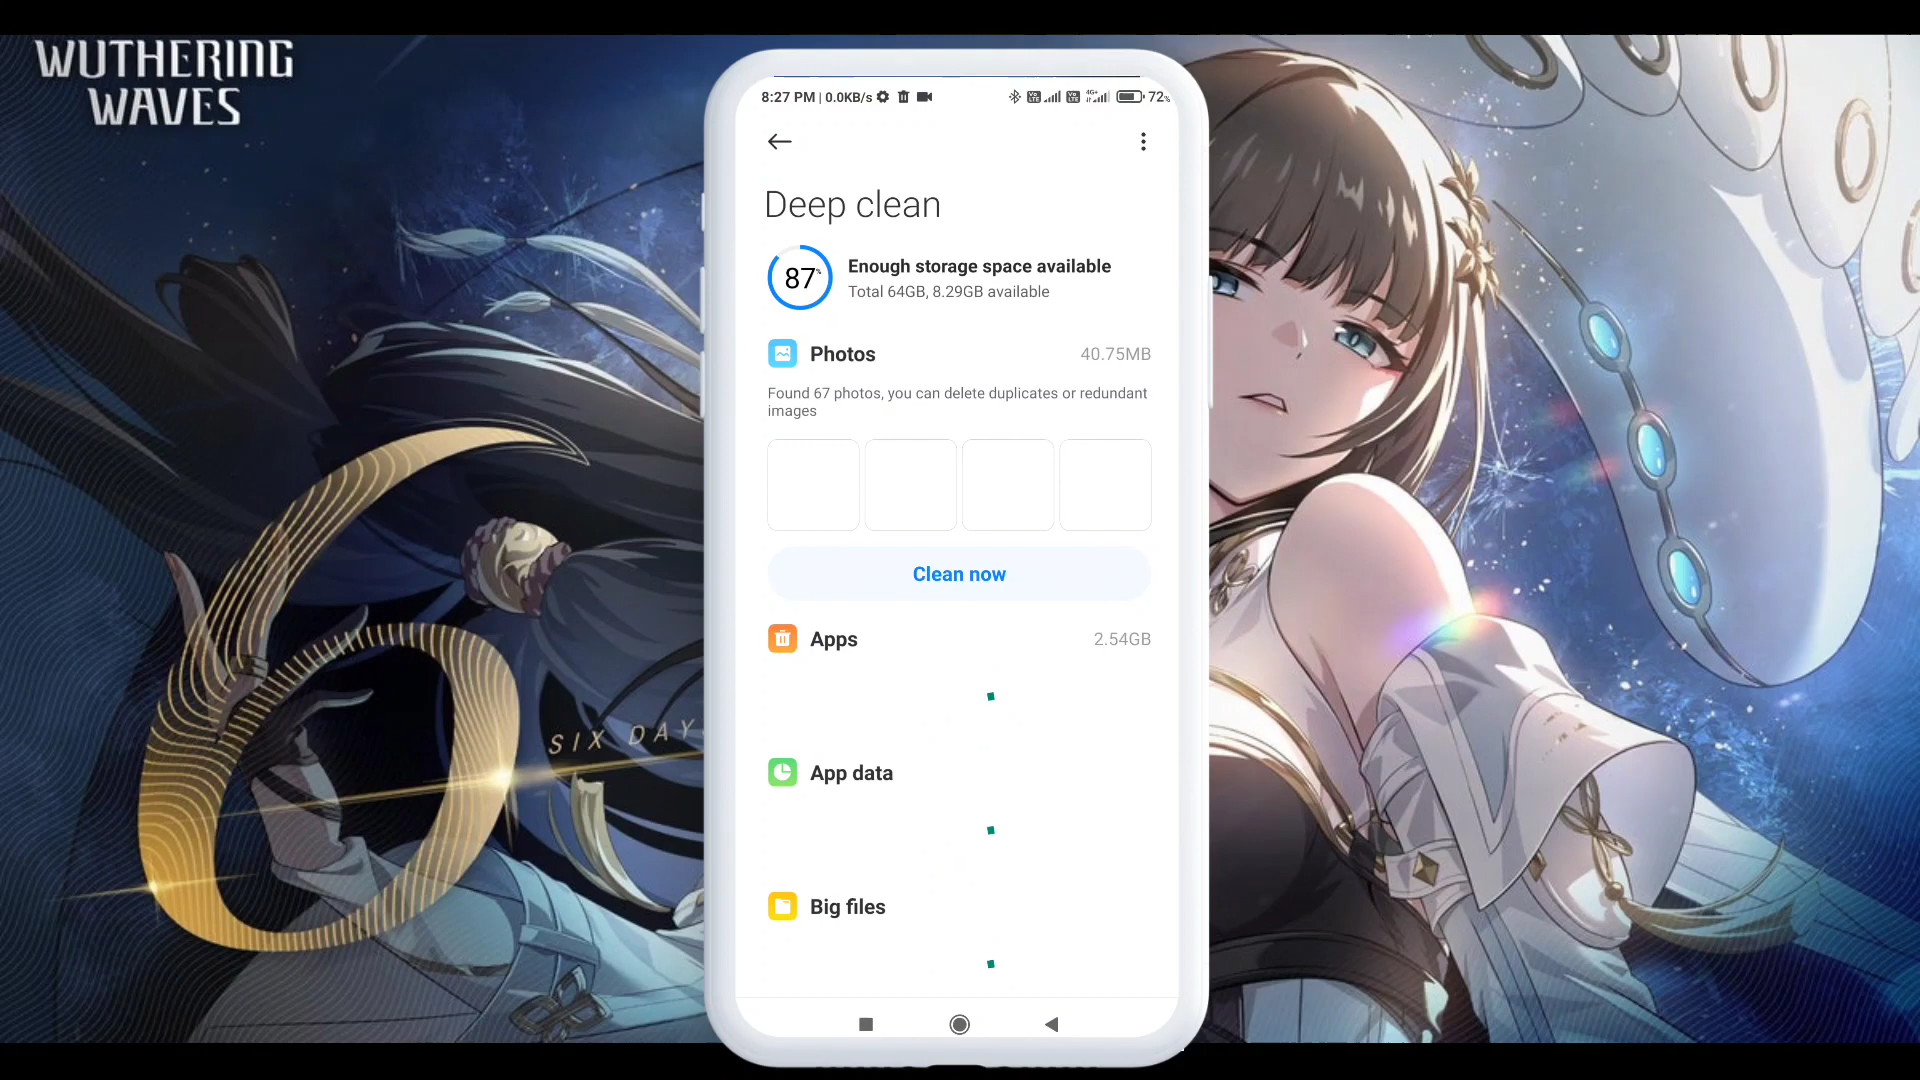 WUTHERING
WAVES
8:27 PM | 0.0KB/s
72%
Deep clean
87%
Enough storage space available
Total 64GB, 8.29GB available
Photos
40.75MB
Found 67 photos, you can delete duplicates or redundant
images
Clean now
Apps
2.54GB
App data
Big files
SIX DAY